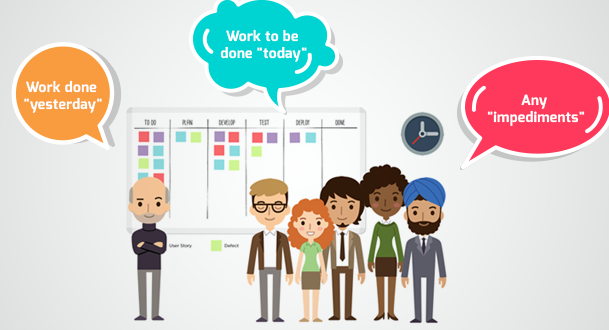 Work to be
done "today"
Work done
"yesterday"
Any
"impediments"
TO DO
PLAN
DEVELOP
TEST
DEPLOY
DONE
User Story
Defect